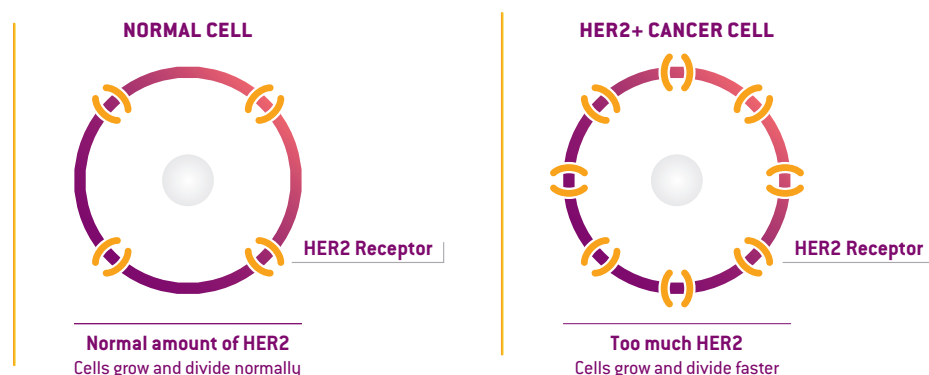 NORMAL CELL
HER2 Receptor
Normal amount of HER2
Cells grow and divide normally
HER2+ CANCER CELL
HER2 Receptor
Too much HER2
Cells grow and divide faster